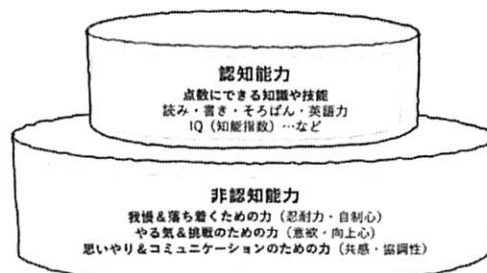 認知能力
点数にできる知識や技能
読み・書き・そろばん・英語力
IQ（知能指数）…など
非認知能力
我慢＆落ち着くための力（忍耐力・自制心）
やる気＆挑戦のための力（意欲・向上心）
思いやり＆コミュニケーションのための力（共感・協調性）